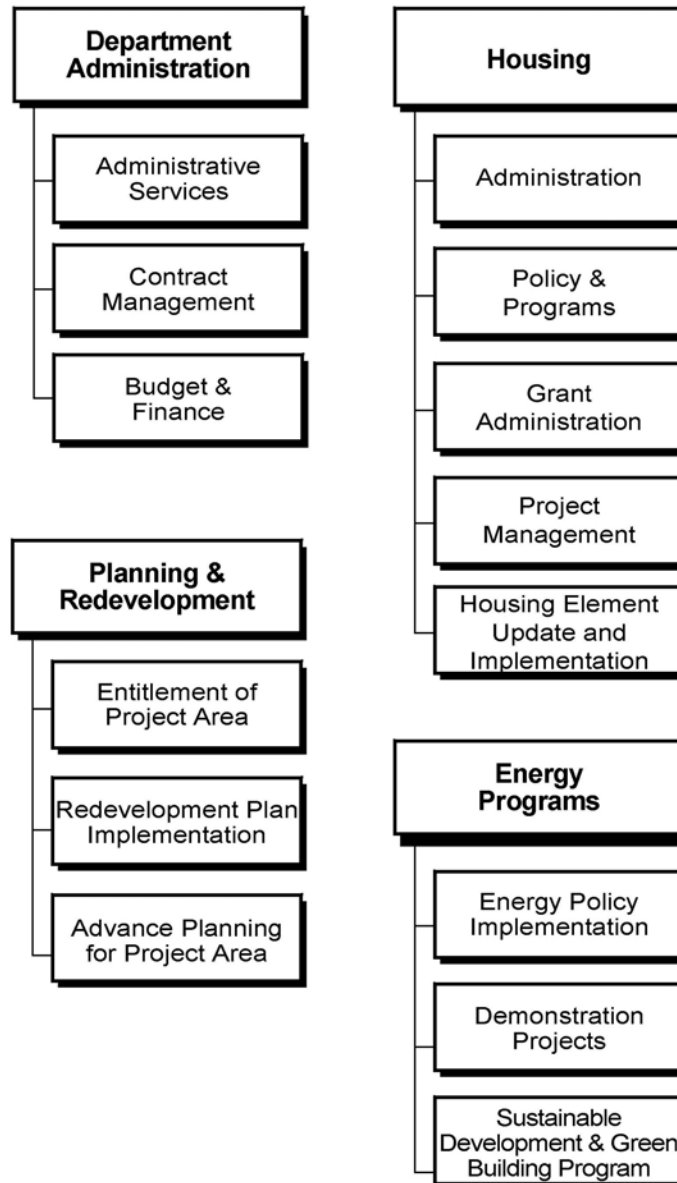 Department
Administration
Administrative
Services
Contract
Management
Budget &
Finance
Planning &
Redevelopment
Entitlement of
Project Area
Redevelopment Plan
Implementation
Advance Planning
for Project Area
Housing
Administration
Policy &
Programs
Grant
Administration
Project
Management
Housing Element
Update and
Implementation
Energy
Programs
Energy Policy
Implementation
Demonstration
Projects
Sustainable
Development & Green
Building Program